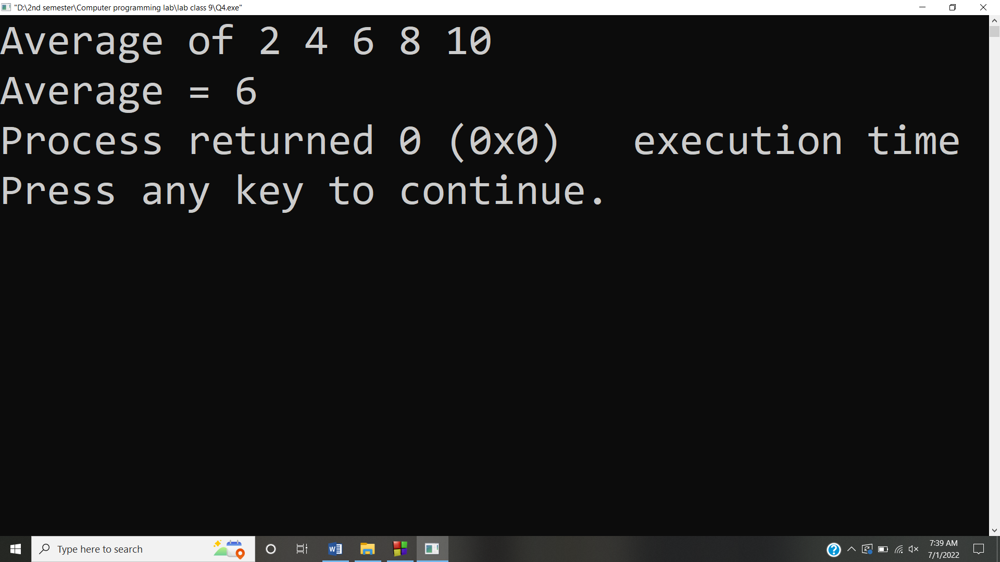 "D:\2nd semester\Computer programming lab\lab class 9\Q4.exe"
Average of 2 4 6 8 10
Average = 6
Process returned 0 (0x0)   execution time
Press any key to continue.
Type here to search
7:39 AM
7/1/2022